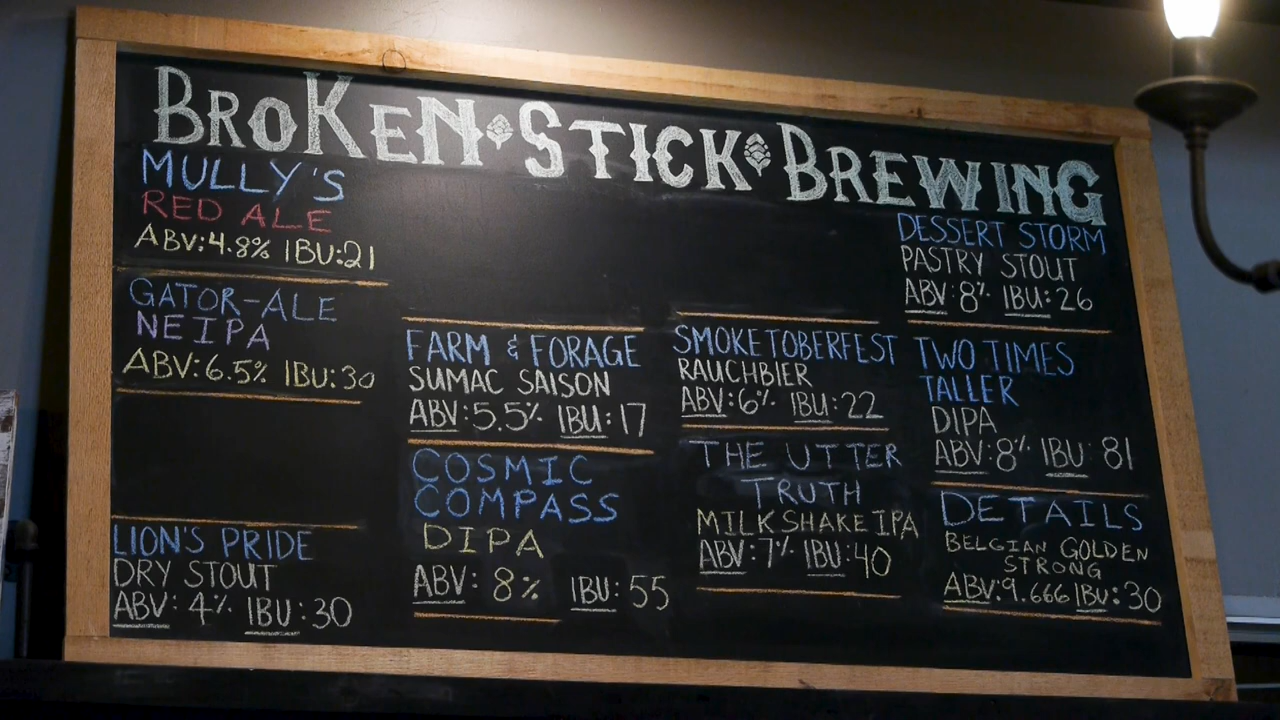 BROKEN STICK BREWING
MULLY'S
RED ALE
ABV:4.8% IBU:21
GATOR-ALE
NEIPA
ABV:6.5% IBU:30
LION'S PRIDE
DRY STOUT
ABV: 4% IBU:30
FARM & FORAGE
SUMAC SAISON
ABV:5.5% IBU:17
COSMIC
COMPASS
DIPA
ABV: 8% IBU:55
SMOKETOBERFEST
RAUCHBIER
ABV:6% IBU:22
THE UTTER
TRUTH
MILKSHAKE IPA
ABV:7% IBU:40
DESSERT STORM
PASTRY STOUT
ABV:8% IBU:26
TWO TIMES
TALLER
DIPA
ABV:8% IBU:81
DETAILS
BELGIAN GOLDEN
STRONG
ABV:9.666 IBU:30